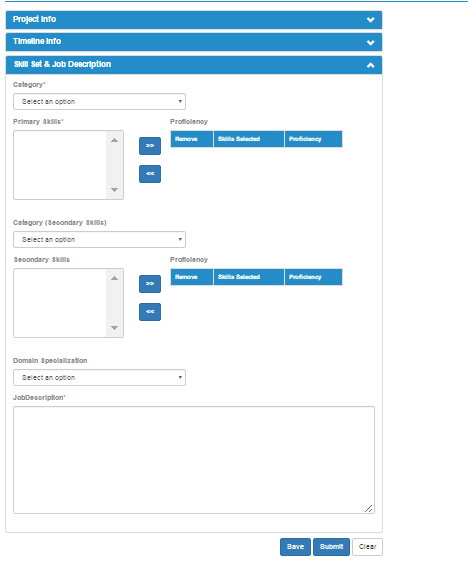 Project Info
Timeline Info
Skill Set & Job Description
Category*
Select an option
Primary Skills*
Proficiency
>>
<<
Remove Skills Selected Proficiency
Category (Secondary Skills)
Select an option
Secondary Skills
Proficiency
>>
<<
Remove Skills Selected Proficiency
Domain Specialization
Select an option
JobDescription*
Save Submit Clear